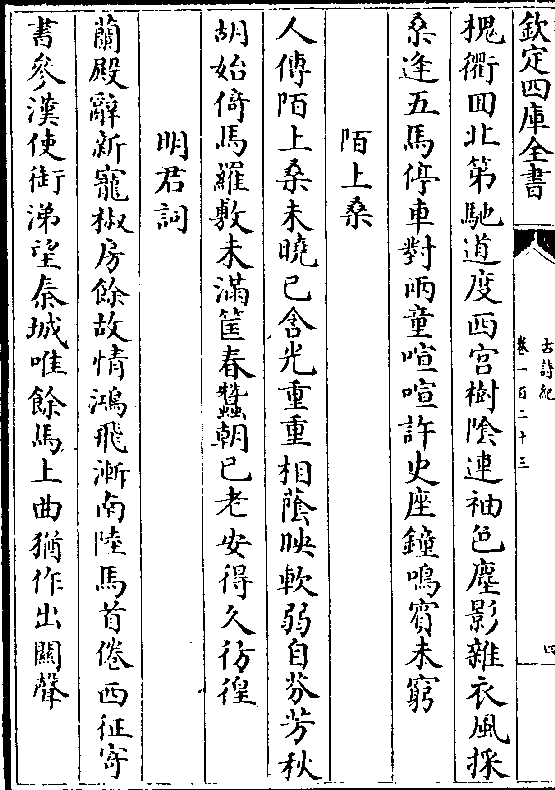 欽定四庫全書
古詩紀
卷一百二十三
四
槐衢回北第馳道度西宫樹陰連袖色塵影雜衣風採
桑逢五馬停車對兩童喧喧許史座鐘鳴賓未窮
陌上桑
人傳陌上桑未曉已含光重重相蔭映軟弱自芬芳秋
胡始倚馬羅敷未滿筐春蠶朝已老安得久彷徨
明君詞
蘭殿辭新寵椒房餘故情鴻飛漸南陸馬首倦西征寄
書參漢使銜涕望秦城唯餘馬上曲猶作出關聲